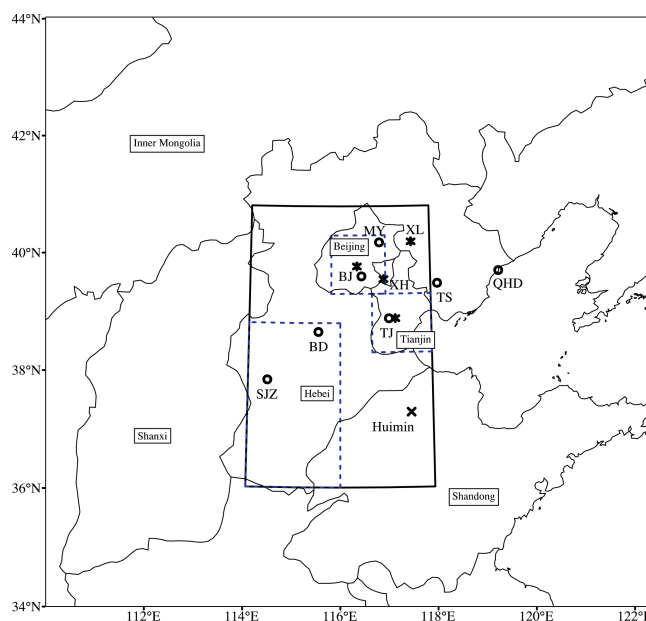 44°N
42°N
Inner Mongolia
MY
XL
Beijing
40°N
BJ
XH
TS
QHD
TJ
Tianjin
BD
38°N
SJZ
Hebei
Huimin
Shanxi
36°N
Shandong
34°N
112°E
114°E
116°E
118°E
120°E
122°E